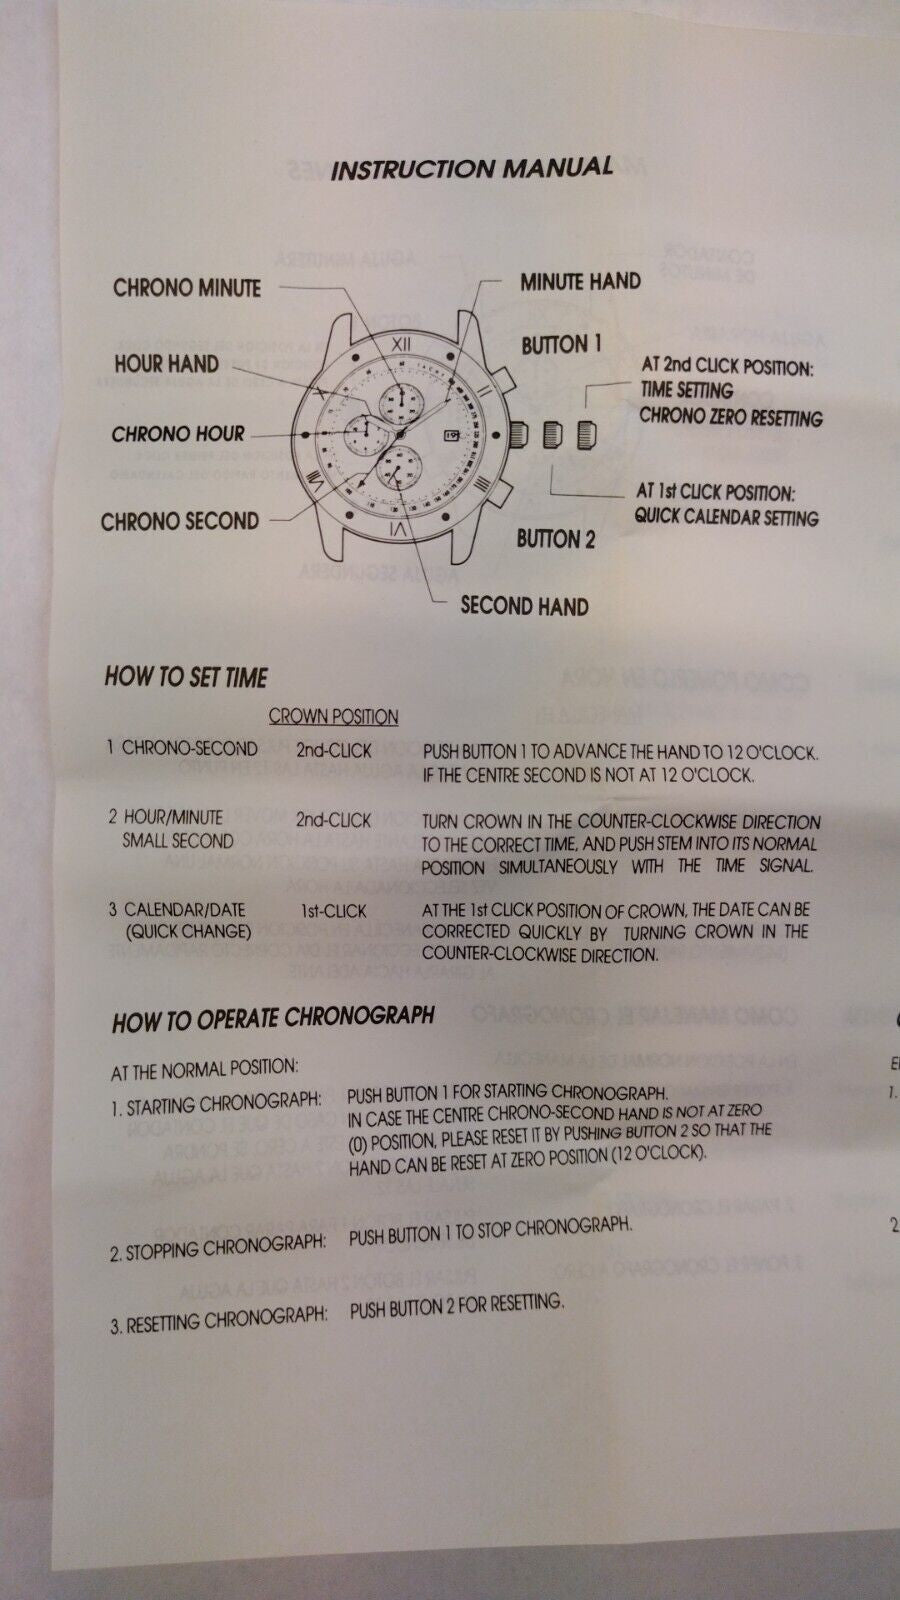 INSTRUCTION MANUAL
CHRONO MINUTE
MINUTE HAND
HOUR HAND
BUTTON 1
AT 2nd CLICK POSITION:
TIME SETTING
CHRONO ZERO RESETTING
CHRONO HOUR
CHRONO SECOND
AT 1st CLICK POSITION:
QUICK CALENDAR SETTING
BUTTON 2
SECOND HAND
XII
II
X
19
IIII
VIII
VI
HOW TO SET TIME
CROWN POSITION
1 CHRONO-SECOND 2nd-CLICK PUSH BUTTON 1 TO ADVANCE THE HAND TO 12 O'CLOCK.
IF THE CENTRE SECOND IS NOT AT 12 O'CLOCK.
2 HOUR/MINUTE 2nd-CLICK TURN CROWN IN THE COUNTER-CLOCKWISE DIRECTION
SMALL SECOND TO THE CORRECT TIME, AND PUSH STEM INTO ITS NORMAL
POSITION SIMULTANEOUSLY WITH THE TIME SIGNAL.
3 CALENDAR/DATE 1st-CLICK AT THE 1st CLICK POSITION OF CROWN, THE DATE CAN BE
(QUICK CHANGE) CORRECTED QUICKLY BY TURNING CROWN IN THE
COUNTER-CLOCKWISE DIRECTION.
HOW TO OPERATE CHRONOGRAPH
AT THE NORMAL POSITION:
1. STARTING CHRONOGRAPH: PUSH BUTTON 1 FOR STARTING CHRONOGRAPH.
IN CASE THE CENTRE CHRONO-SECOND HAND IS NOT AT ZERO
(0) POSITION, PLEASE RESET IT BY PUSHING BUTTON 2 SO THAT THE
HAND CAN BE RESET AT ZERO POSITION (12 O'CLOCK).
2. STOPPING CHRONOGRAPH: PUSH BUTTON 1 TO STOP CHRONOGRAPH.
3. RESETTING CHRONOGRAPH: PUSH BUTTON 2 FOR RESETTING.
1.
2.